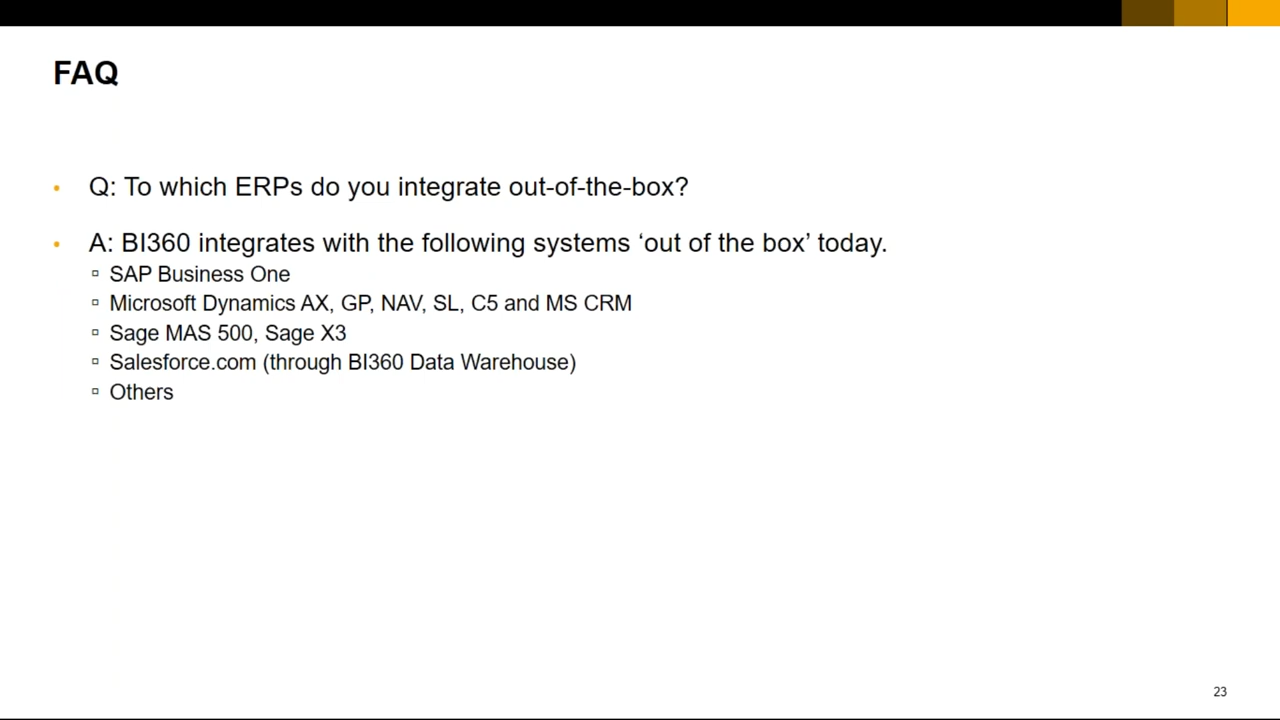 FAQ
• Q: To which ERPs do you integrate out-of-the-box?
• A: BI360 integrates with the following systems ‘out of the box’ today.
▫ SAP Business One
▫ Microsoft Dynamics AX, GP, NAV, SL, C5 and MS CRM
▫ Sage MAS 500, Sage X3
▫ Salesforce.com (through BI360 Data Warehouse)
▫ Others
23